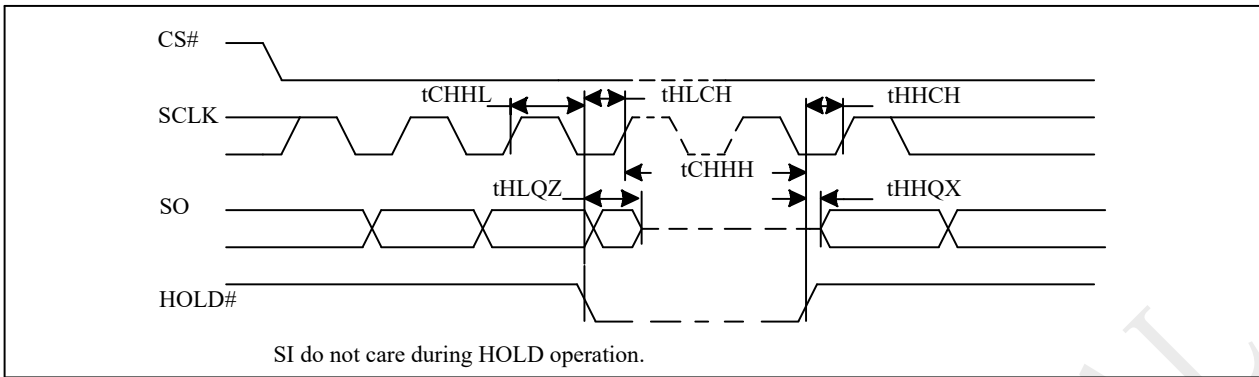 CS#
tCHHL
tHLCH
tHHCH
SCLK
tCHHH
tHLQZ
tHHQX
SO
HOLD#
SI do not care during HOLD operation.